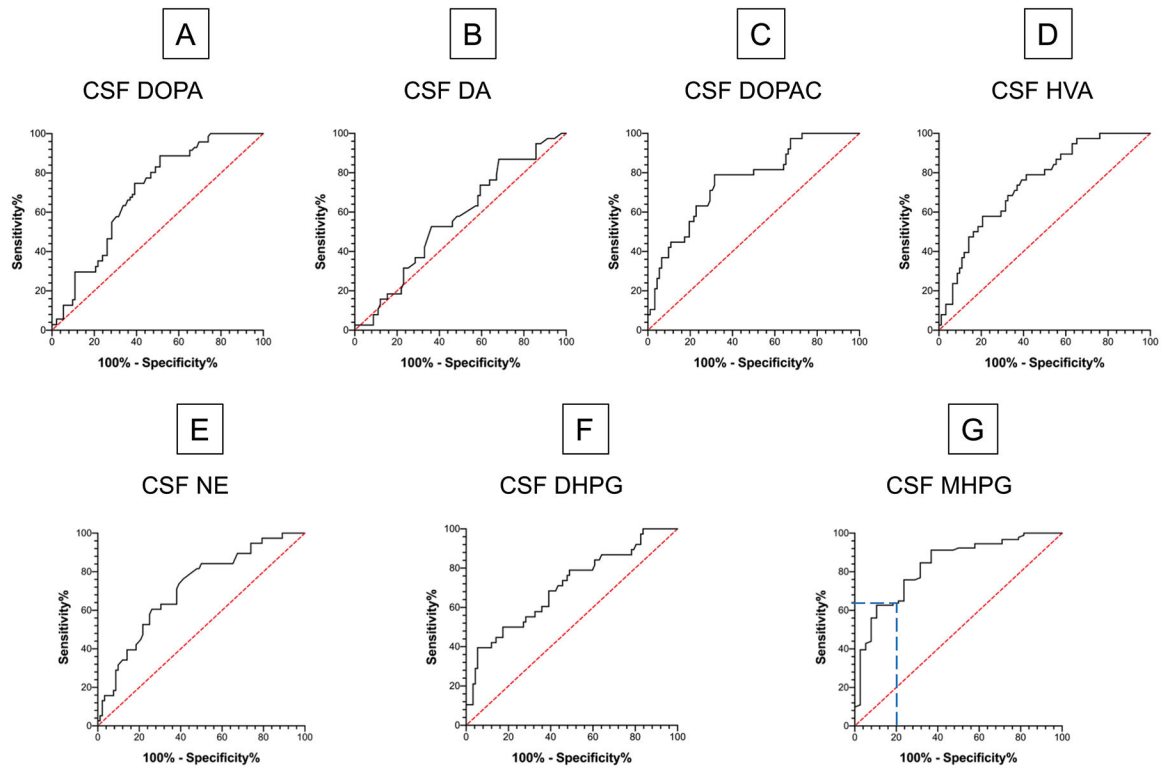 A
B
C
D
CSF DOPA
CSF DA
CSF DOPAC
CSF HVA
Sensitivity%
100
80
60
40
20
0
0 20 40 60 80 100
100% - Specificity%
Sensitivity%
100
80
60
40
20
0
0 20 40 60 80 100
100% - Specificity%
Sensitivity%
100
80
60
40
20
0
0 20 40 60 80 100
100% - Specificity%
Sensitivity%
100
80
60
40
20
0
0 20 40 60 80 100
100% - Specificity%
E
F
G
CSF NE
CSF DHPG
CSF MHPG
Sensitivity%
100
80
60
40
20
0
0 20 40 60 80 100
100% - Specificity%
Sensitivity%
100
80
60
40
20
0
0 20 40 60 80 100
100% - Specificity%
Sensitivity%
100
80
60
40
20
0
0 20 40 60 80 100
100% - Specificity%